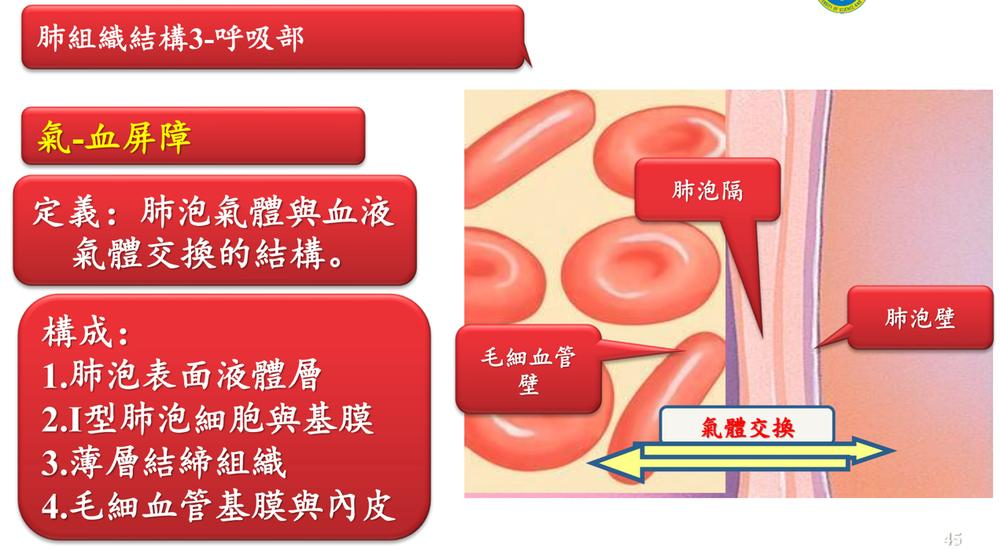 肺組織結構3-呼吸部
氣-血屏障
定義：肺泡氣體與血液
氣體交換的結構。
構成：
1.肺泡表面液體層
2.I型肺泡細胞與基膜
3.薄層結締組織
4.毛細血管基膜與內皮
肺泡隔
肺泡壁
毛細血管
壁
氣體交換
45